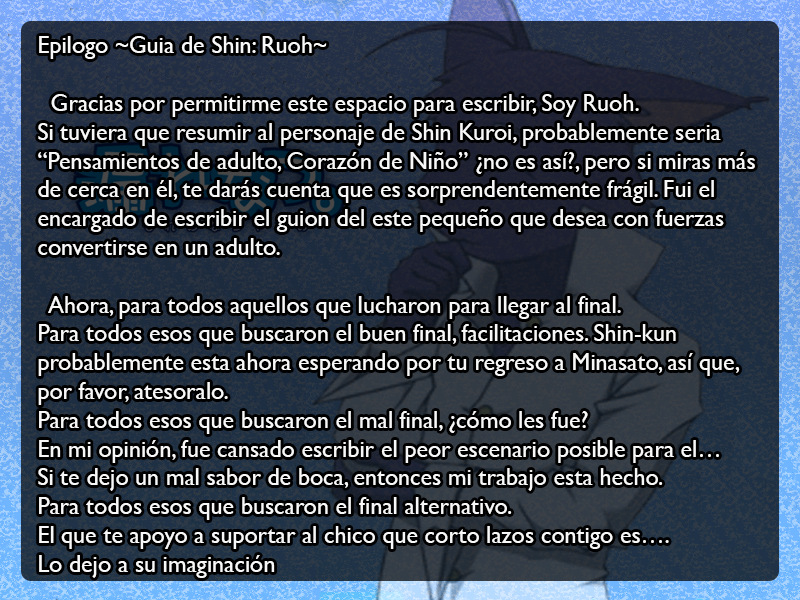 Epilogo ~Guia de Shin: Ruoh~
Gracias por permitirme este espacio para escribir, Soy Ruoh.
Si tuviera que resumir al personaje de Shin Kuroi, probablemente seria
“Pensamientos de adulto, Corazón de Niño” ¿no es así?, pero si miras más
de cerca en él, te darás cuenta que es sorprendentemente frágil. Fui el
encargado de escribir el guion del este pequeño que desea con fuerzas
convertirse en un adulto.
Ahora, para todos aquellos que lucharon para llegar al final.
Para todos esos que buscaron el buen final, facilitaciones. Shin-kun
probablemente esta ahora esperando por tu regreso a Minasato, así que,
por favor, atesoralo.
Para todos esos que buscaron el mal final, ¿cómo les fue?
En mi opinión, fue cansado escribir el peor escenario posible para el…
Si te dejo un mal sabor de boca, entonces mi trabajo esta hecho.
Para todos esos que buscaron el final alternativo.
El que te apoyo a suportar al chico que corto lazos contigo es….
Lo dejo a su imaginación